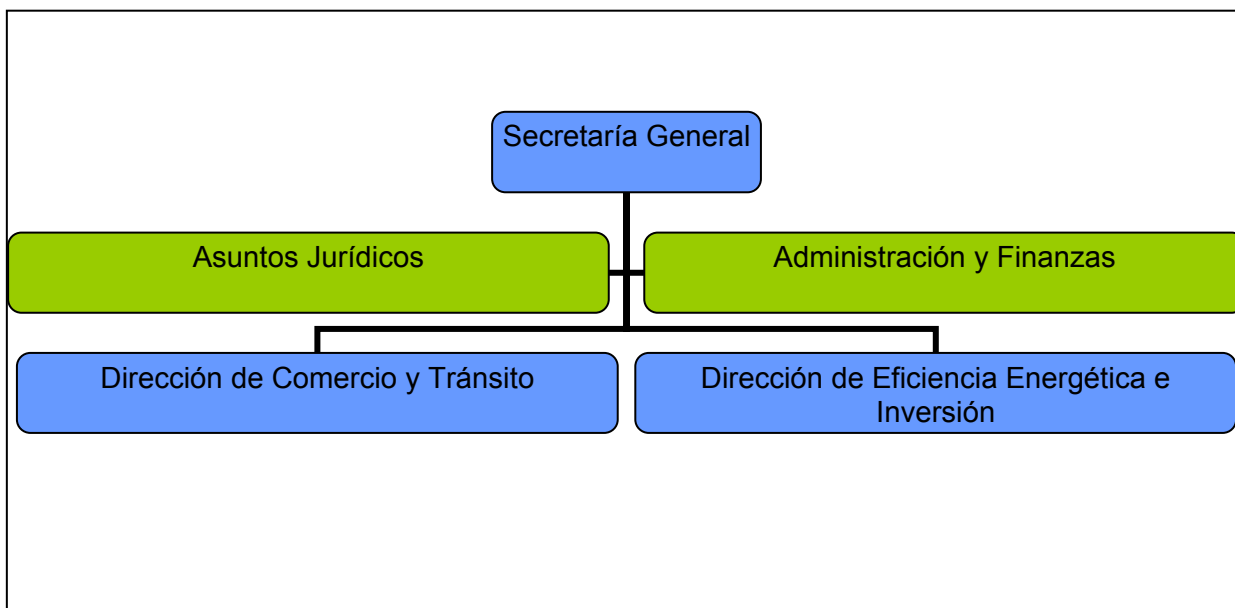 Secretaría General
Asuntos Jurídicos
Administración y Finanzas
Dirección de Comercio y Tránsito
Dirección de Eficiencia Energética e
Inversión